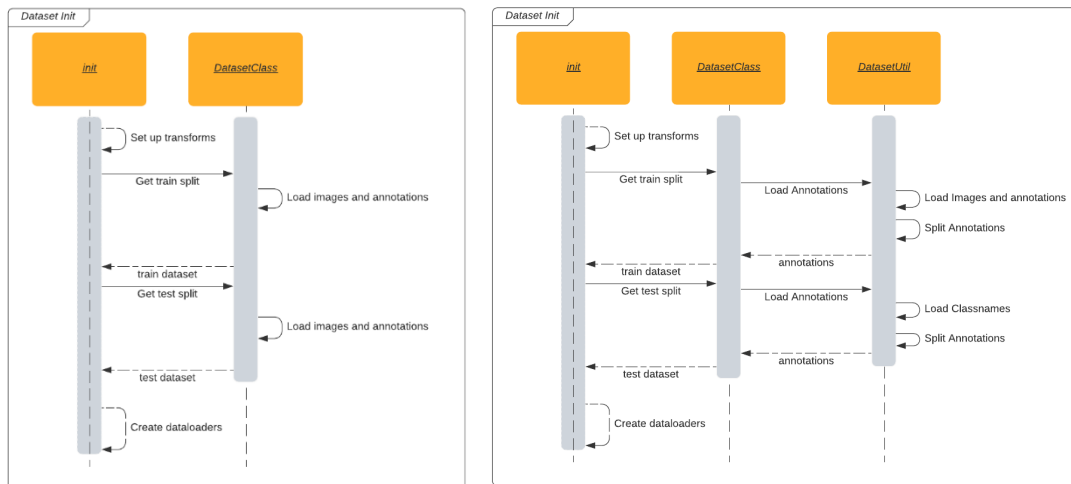 Dataset Init
init
DatasetClass
Set up transforms
Get train split
Load images and annotations
train dataset
Get test split
Load images and annotations
test dataset
Create dataloaders
Dataset Init
init
DatasetClass
DatasetUtil
Set up transforms
Get train split
Load Annotations
Load Images and annotations
Split Annotations
annotations
train dataset
Get test split
Load Annotations
Load Classnames
Split Annotations
annotations
test dataset
Create dataloaders